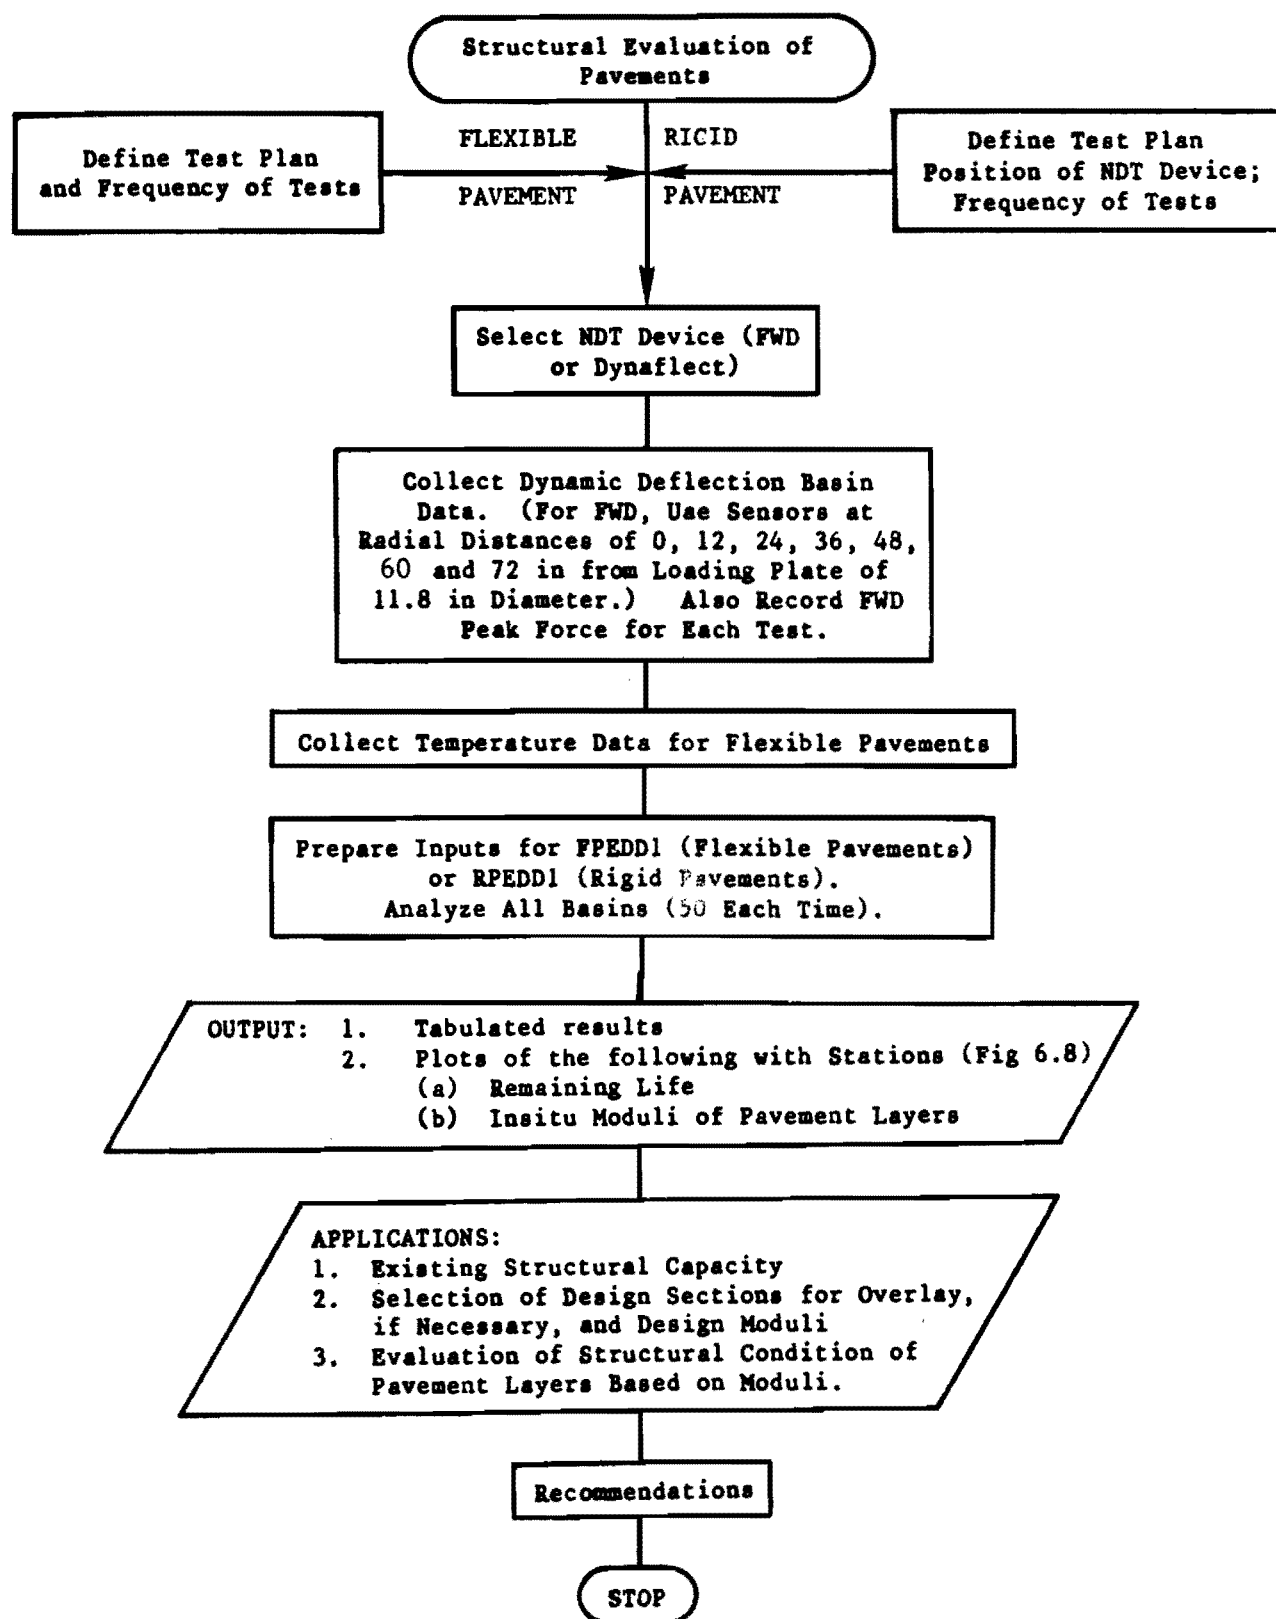 Structural Evaluation of
Pavements
FLEXIBLE
RICID
PAVEMENT
PAVEMENT
Define Test Plan
and Frequency of Tests
Define Test Plan
Position of NDT Device;
Frequency of Tests
Select NDT Device (FWD
or Dynaflect)
Collect Dynamic Deflection Basin
Data. (For FWD, Use Sensors at
Radial Distances of 0, 12, 24, 36, 48,
60 and 72 in from Loading Plate of
11.8 in Diameter.) Also Record FWD
Peak Force for Each Test.
Collect Temperature Data for Flexible Pavements
Prepare Inputs for FPEDD1 (Flexible Pavements)
or RPEDD1 (Rigid Pavements).
Analyze All Basins (50 Each Time).
OUTPUT: 1. Tabulated results
2. Plots of the following with Stations (Fig 6.8)
(a) Remaining Life
(b) Insitu Moduli of Pavement Layers
APPLICATIONS:
1. Existing Structural Capacity
2. Selection of Design Sections for Overlay,
if Necessary, and Design Moduli
3. Evaluation of Structural Condition of
Pavement Layers Based on Moduli.
Recommendations
STOP